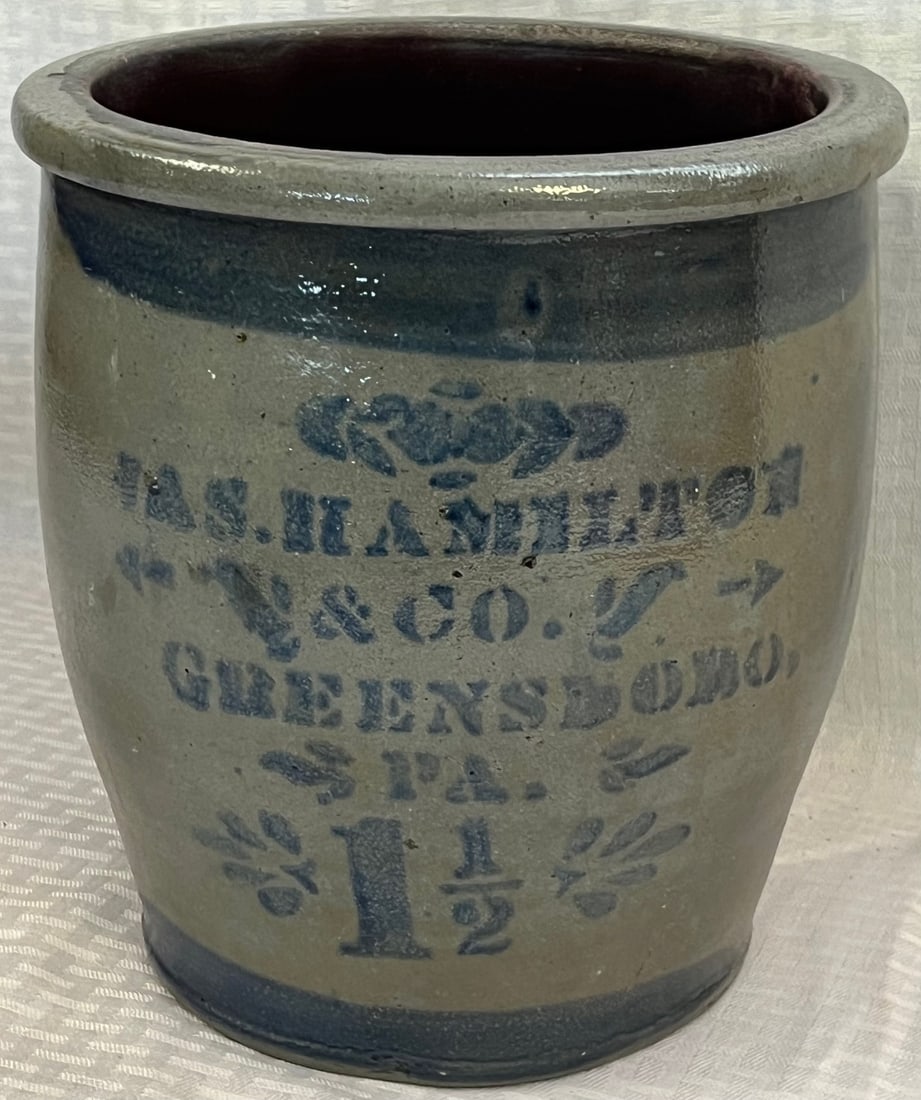 JAS. HAMILTON
& CO.
GREENSBORO,
PA.
1 1/2